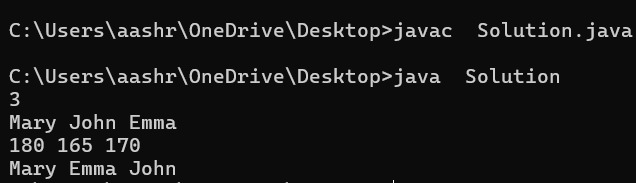 C:\Users\aashr\OneDrive\Desktop>javac  Solution.java
C:\Users\aashr\OneDrive\Desktop>java  Solution
3
Mary John Emma
180 165 170
Mary Emma John